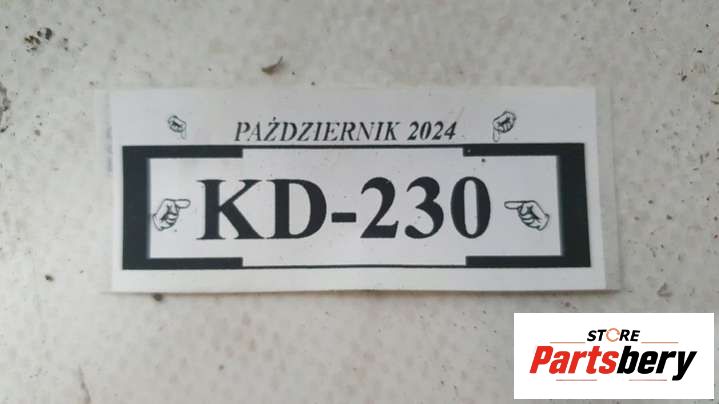 PAŹDZIERNIK 2024
KD-230
STORE
Partsbery